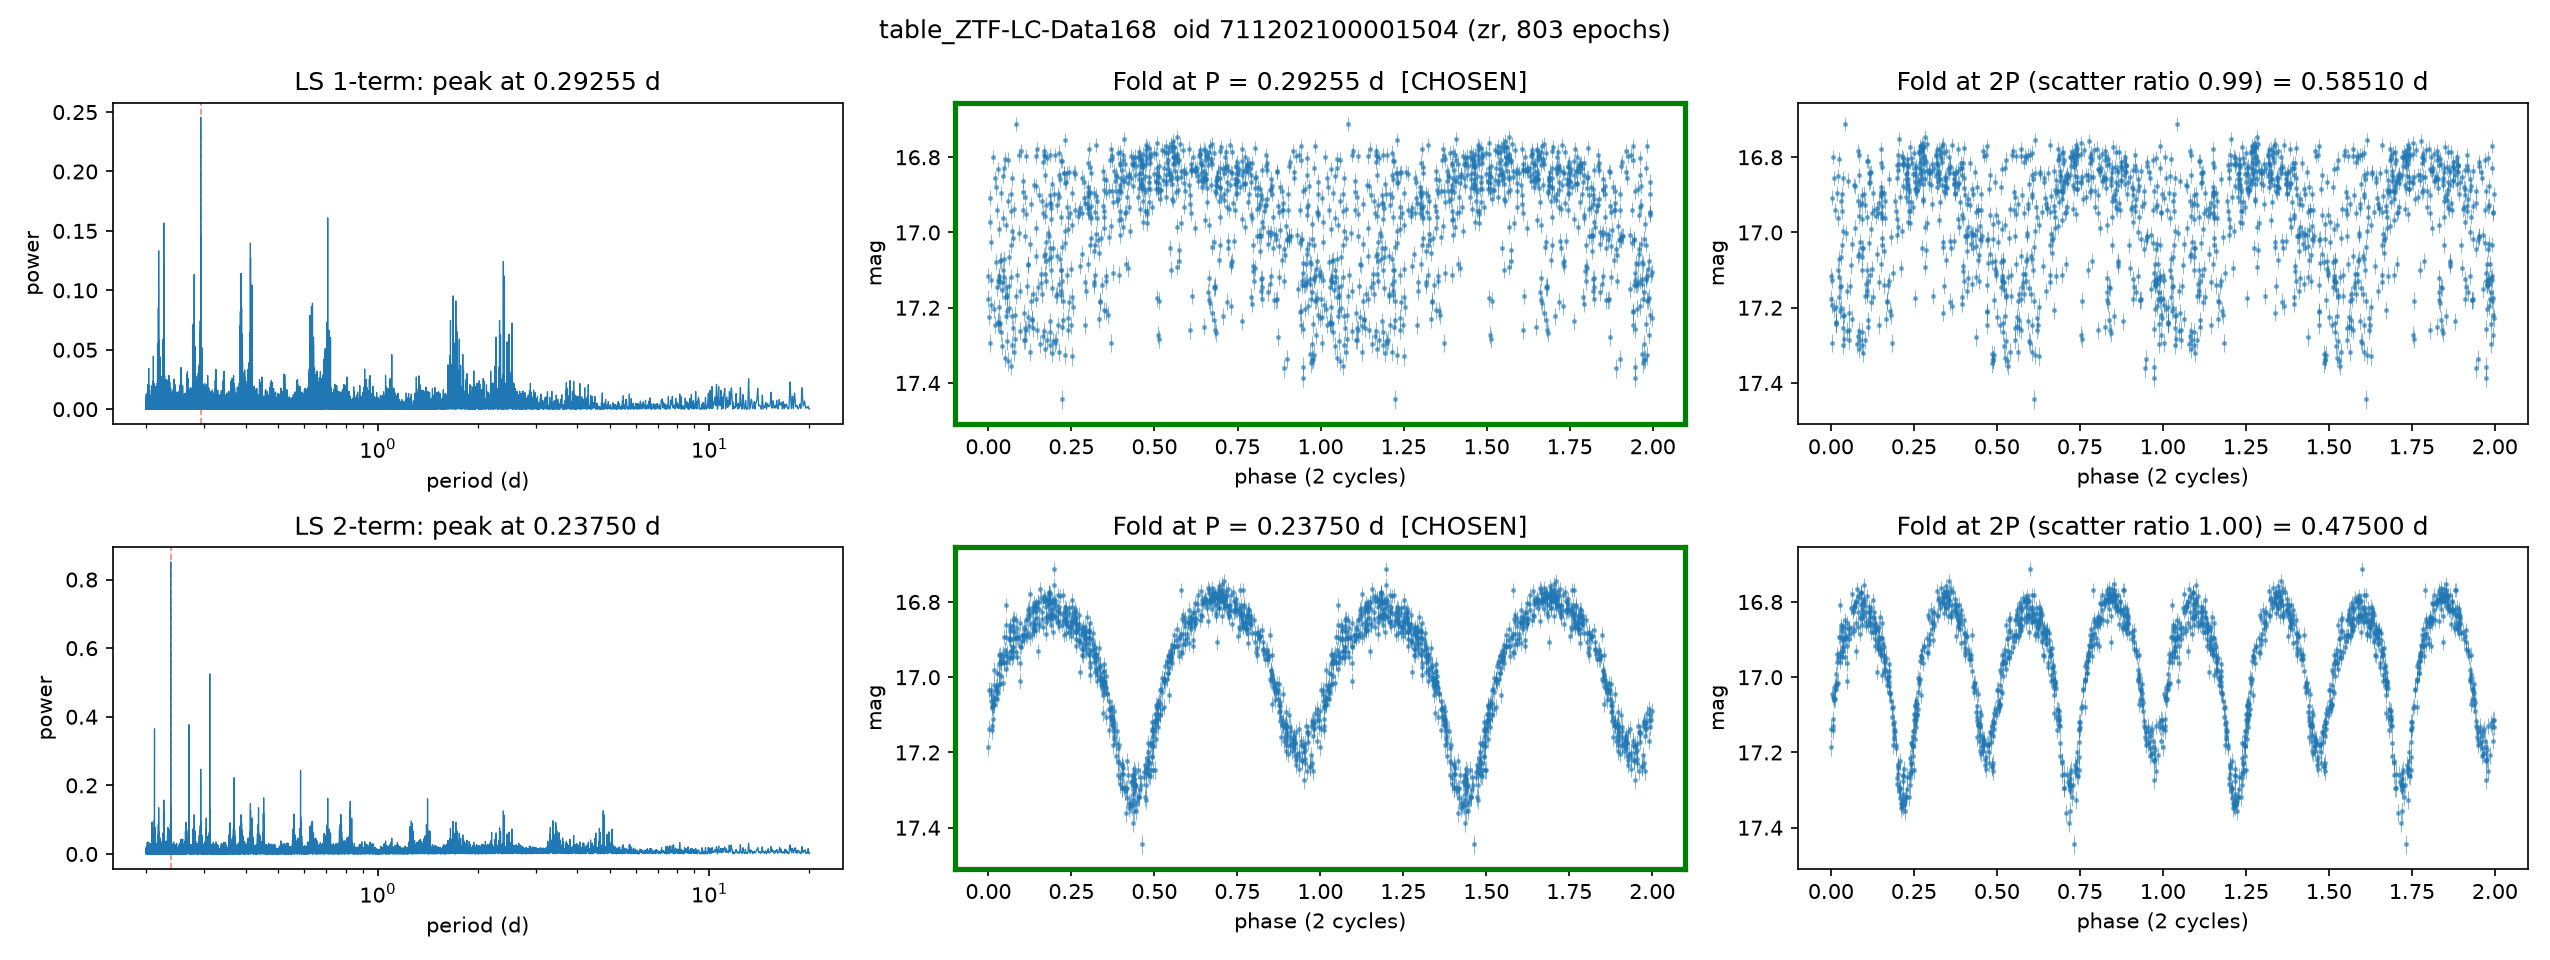 table_ZTF-LC-Data168  oid 711202100001504 (zr, 803 epochs)
LS 1-term: peak at 0.29255 d
power
0.25
0.20
0.15
0.10
0.05
0.00
10⁰
10¹
period (d)
Fold at P = 0.29255 d  [CHOSEN]
mag
16.8
17.0
17.2
17.4
0.00 0.25 0.50 0.75 1.00 1.25 1.50 1.75 2.00
phase (2 cycles)
Fold at 2P (scatter ratio 0.99) = 0.58510 d
mag
16.8
17.0
17.2
17.4
0.00 0.25 0.50 0.75 1.00 1.25 1.50 1.75 2.00
phase (2 cycles)
LS 2-term: peak at 0.23750 d
power
0.8
0.6
0.4
0.2
0.0
10⁰
10¹
period (d)
Fold at P = 0.23750 d  [CHOSEN]
mag
16.8
17.0
17.2
17.4
0.00 0.25 0.50 0.75 1.00 1.25 1.50 1.75 2.00
phase (2 cycles)
Fold at 2P (scatter ratio 1.00) = 0.47500 d
mag
16.8
17.0
17.2
17.4
0.00 0.25 0.50 0.75 1.00 1.25 1.50 1.75 2.00
phase (2 cycles)